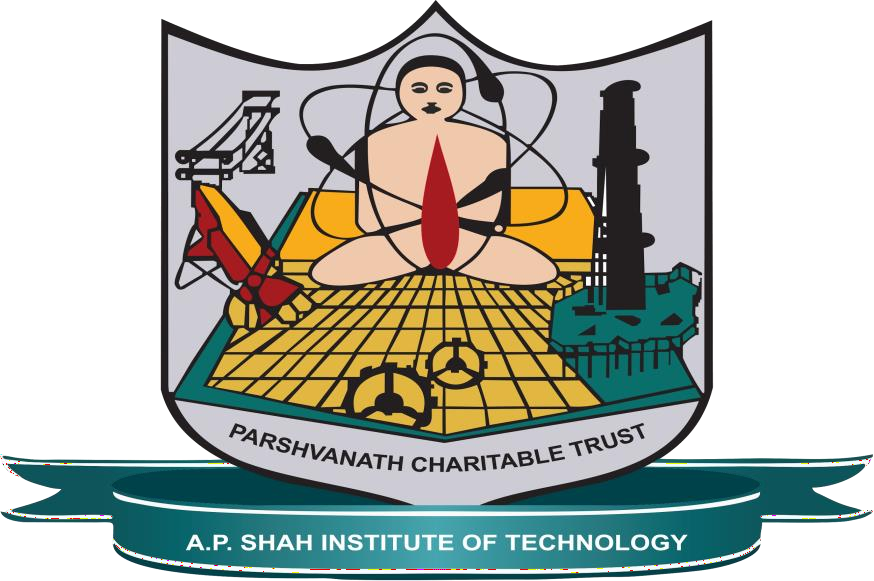 PARSHVANATH CHARITABLE TRUST
A.P. SHAH INSTITUTE OF TECHNOLOGY